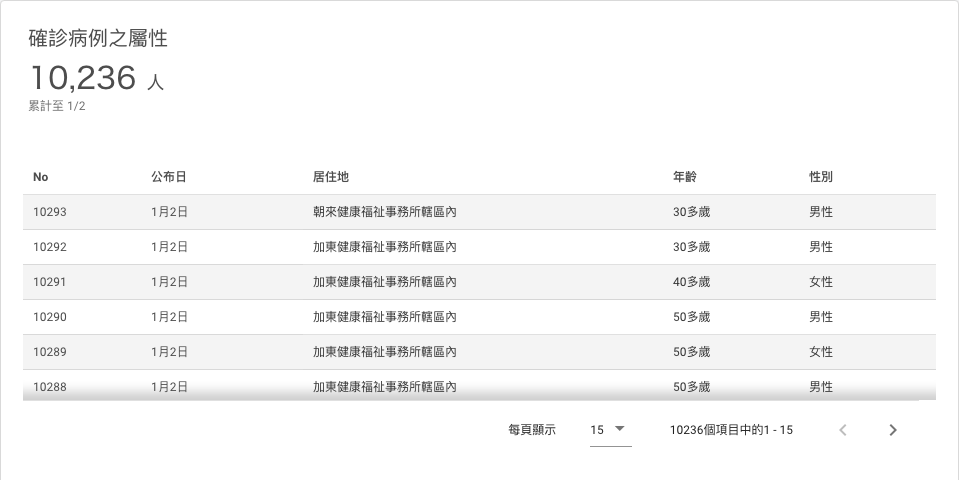 確診病例之屬性
10,236 人
累計至 1/2
No 公布日 居住地 年齡 性別
10293 1月2日 朝來健康福祉事務所轄區內 30多歲 男性
10292 1月2日 加東健康福祉事務所轄區內 30多歲 男性
10291 1月2日 加東健康福祉事務所轄區內 40多歲 女性
10290 1月2日 加東健康福祉事務所轄區內 50多歲 男性
10289 1月2日 加東健康福祉事務所轄區內 50多歲 女性
10288 1月2日 加東健康福祉事務所轄區內 50多歲 男性
每頁顯示 15 10236個項目中的1 - 15